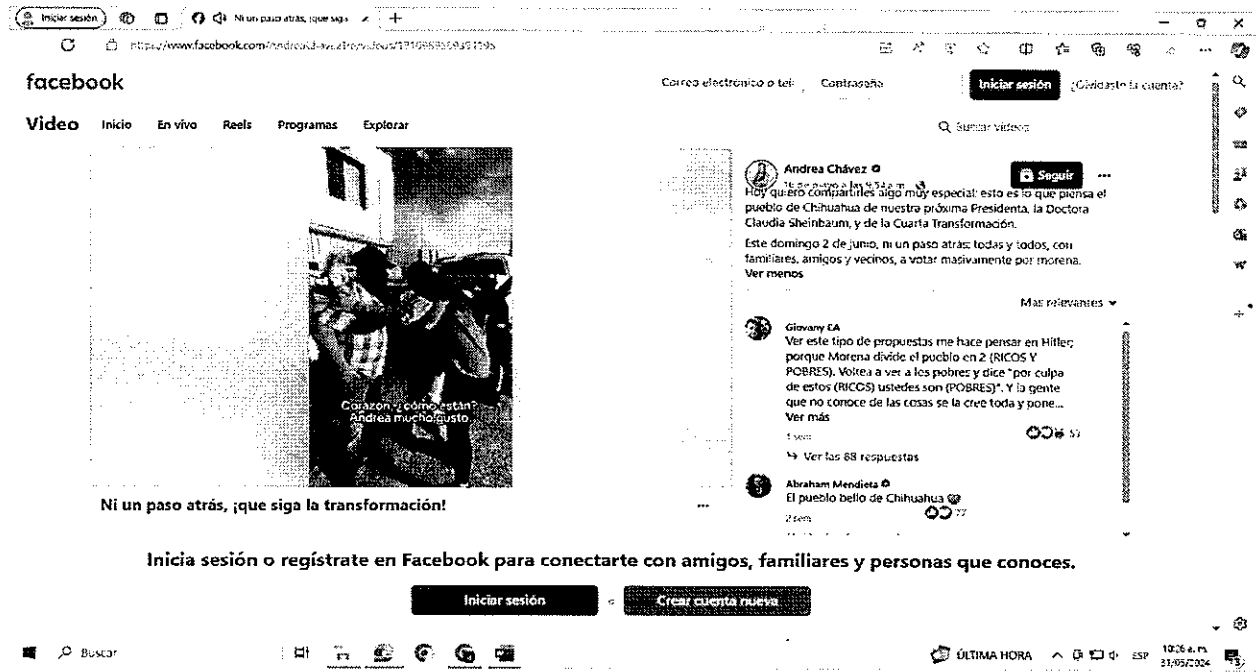 Iniciar sesión
Ni un paso atrás, ¡que siga
facebook
Contraseña
Iniciar sesión
¿Olvidaste la cuenta?
Video Inicio En vivo Reels Programas Explorar
Buscar videos
Andrea Chávez
Seguir
Hoy quiero compartirles algo muy especial: esto es lo que piensa el
pueblo de Chihuahua de nuestra próxima Presidenta, la Doctora
Claudia Sheinbaum, y de la Cuarta Transformación.
Este domingo 2 de junio, ni un paso atrás: todas y todos, con
familiares, amigos y vecinos, a votar masivamente por morena.
Ver menos
Más relevantes
Giovany EA
Ver este tipo de propuestas me hace pensar en Hitler;
porque Morena divide el pueblo en 2 (RICOS Y
POBRES). Voltea a ver a los pobres y dice "por culpa
de estos (RICOS) ustedes son (POBRES)". Y la gente
que no conoce de las cosas se la cree toda y pone...
Ver más
1 sem
Ver las 88 respuestas
Abraham Mendieta
El pueblo bello de Chihuahua
77
2 sem
Corazón, ¿cómo están?
Andrea mucho gusto.
Ni un paso atrás, ¡que siga la transformación!
Inicia sesión o regístrate en Facebook para conectarte con amigos, familiares y personas que conoces.
Iniciar sesión
o
Crear cuenta nueva
Buscar
ÚLTIMA HORA
ESP
10:26 a. m.
31/05/2024